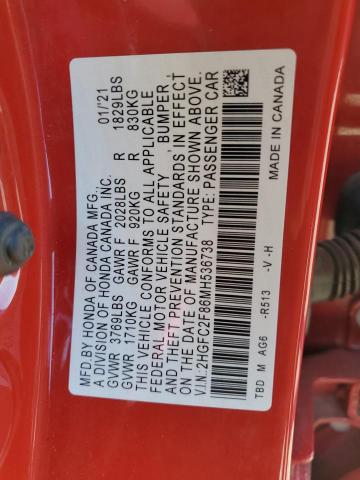 MFD.BY HONDA OF CANADA MFG., 01/'21
A DIVISION OF HONDA CANADA INC.
GVWR 3769LBS GAWR F 2028LBS R 1829LBS
GVWR 1710KG GAWR F 920KG R 830KG
THIS VEHICLE CONFORMS TO ALL APPLICABLE
FEDERAL MOTOR VEHICLE SAFETY , BUMPER ,
AND THEFT PREVENTION STANDARDS IN EFFECT
ON THE DATE OF MANUFACTURE SHOWN ABOVE.
V.I.N.: 2HGFC2F86MH536738 TYPE: PASSENGER CAR
TBD M AG6 -R513 -V -H MADE IN CANADA